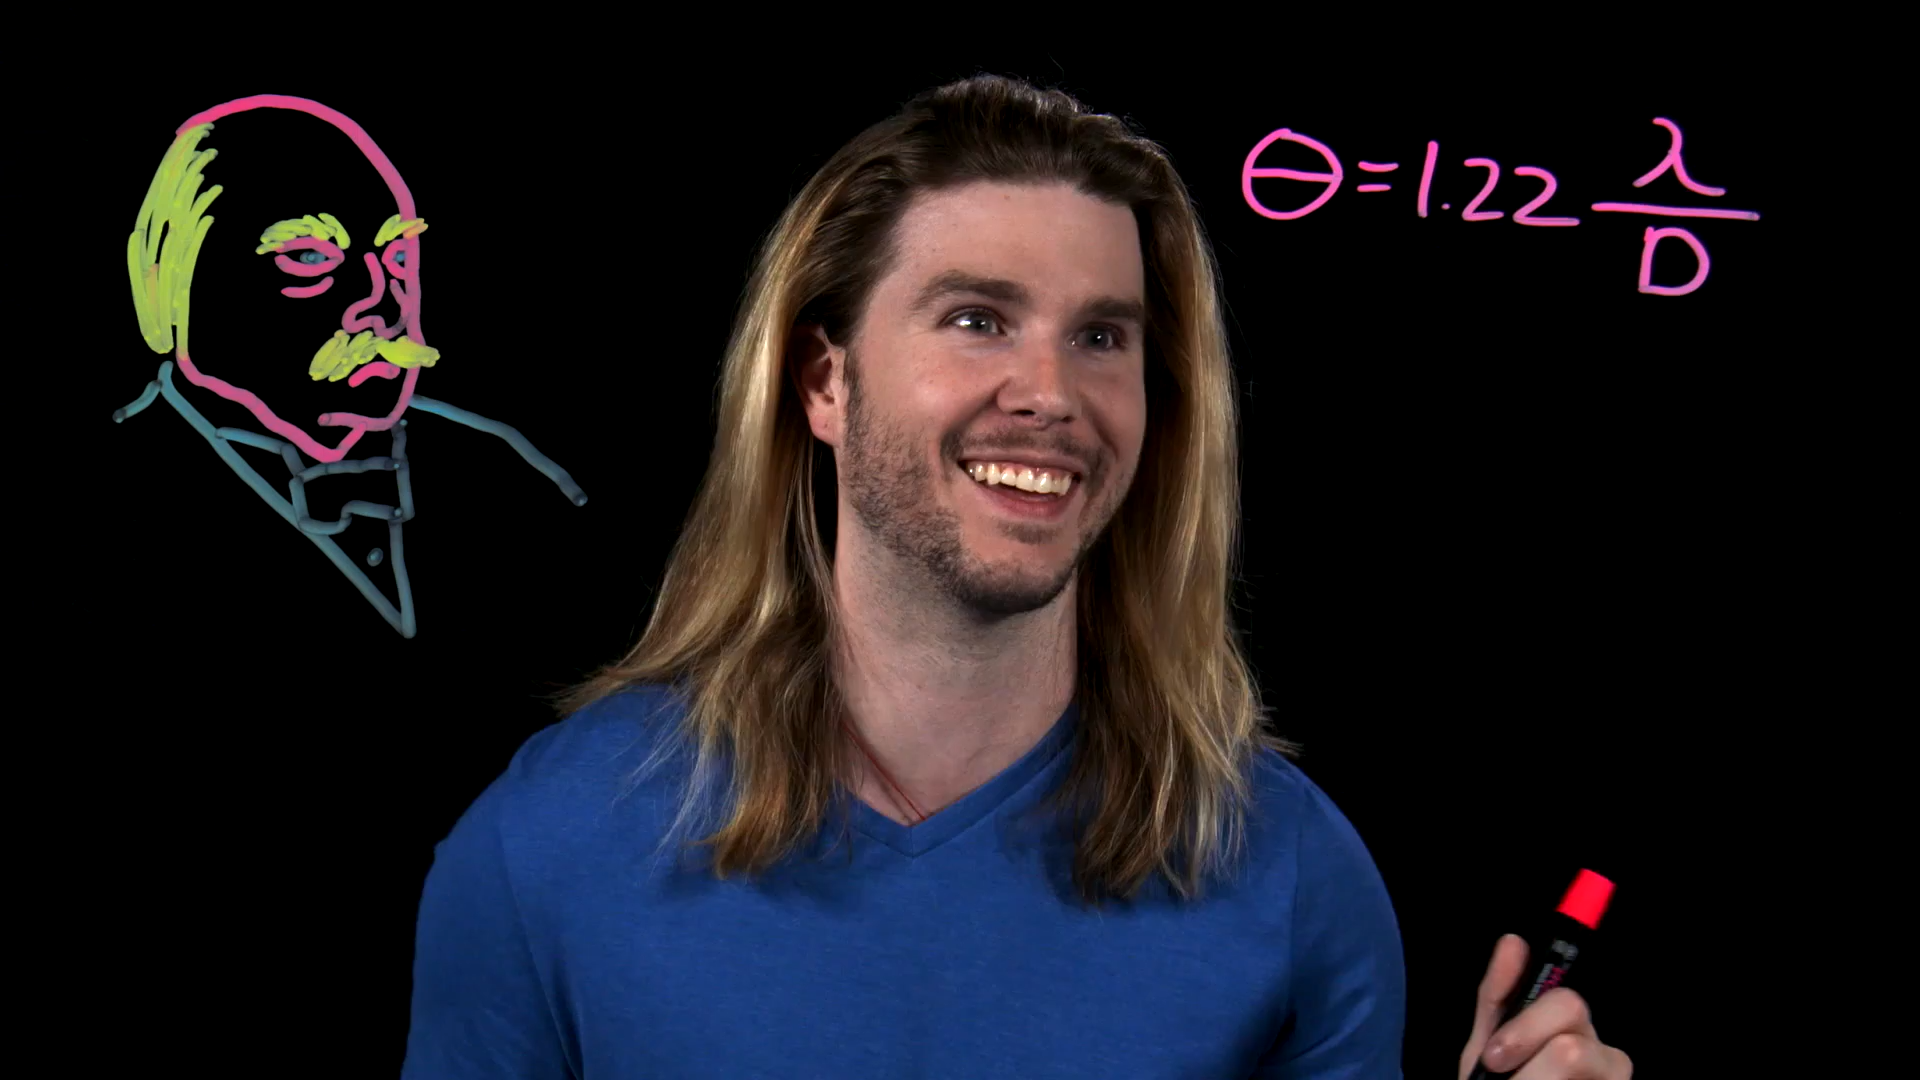 θ = 1.22 λ/D